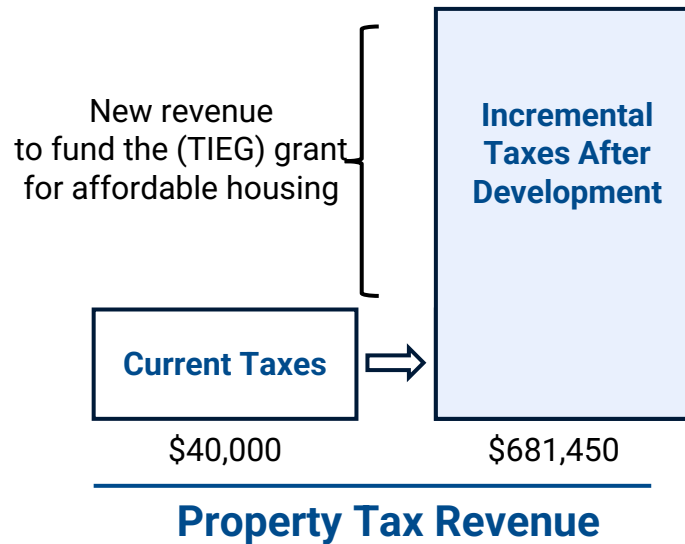 New revenue
to fund the (TIEG) grant
for affordable housing
Incremental
Taxes After
Development
Current Taxes
$40,000
$681,450
Property Tax Revenue